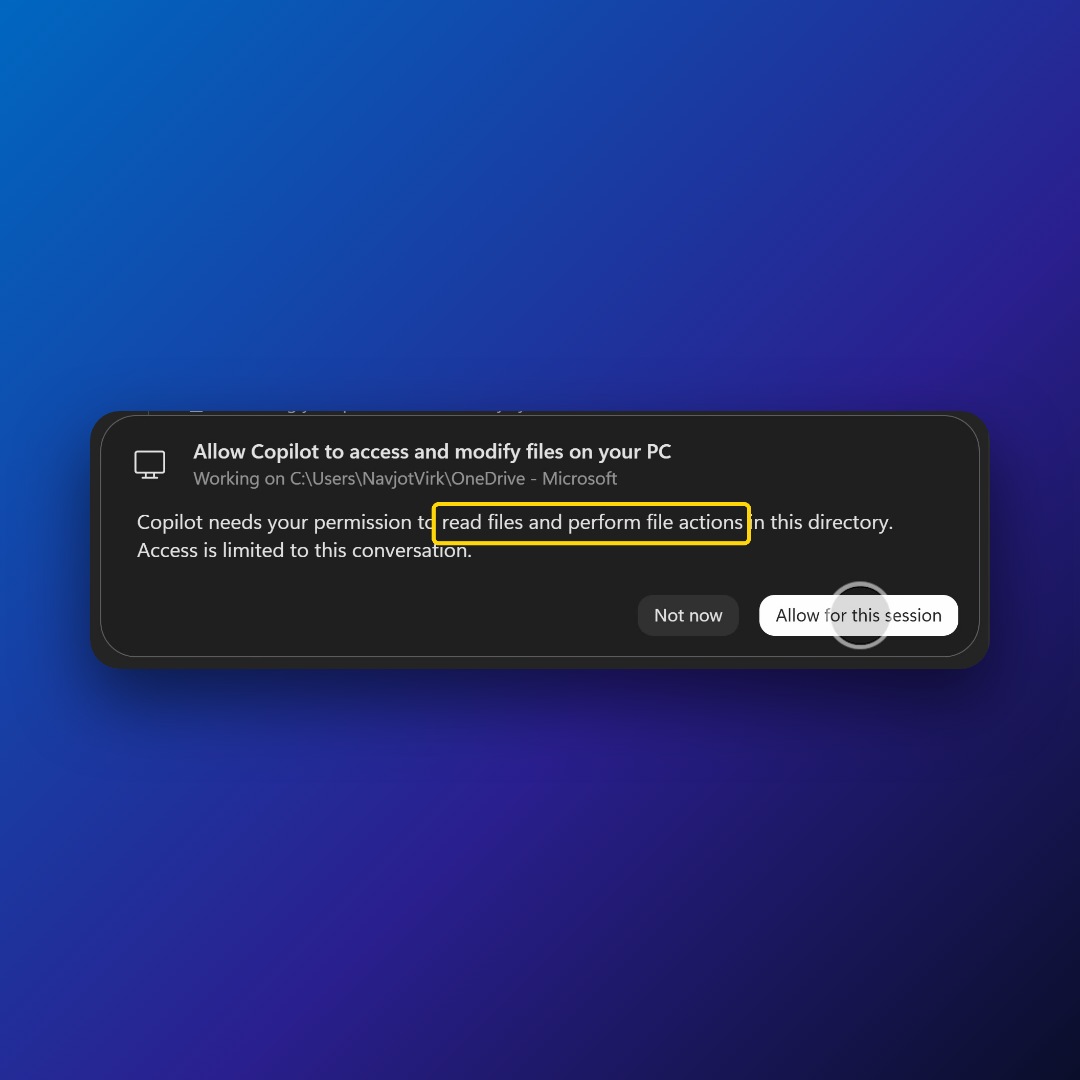 Allow Copilot to access and modify files on your PC
Working on C:\Users\NavjotVirk\OneDrive - Microsoft
Copilot needs your permission to read files and perform file actions in this directory.
Access is limited to this conversation.
Not now
Allow for this session